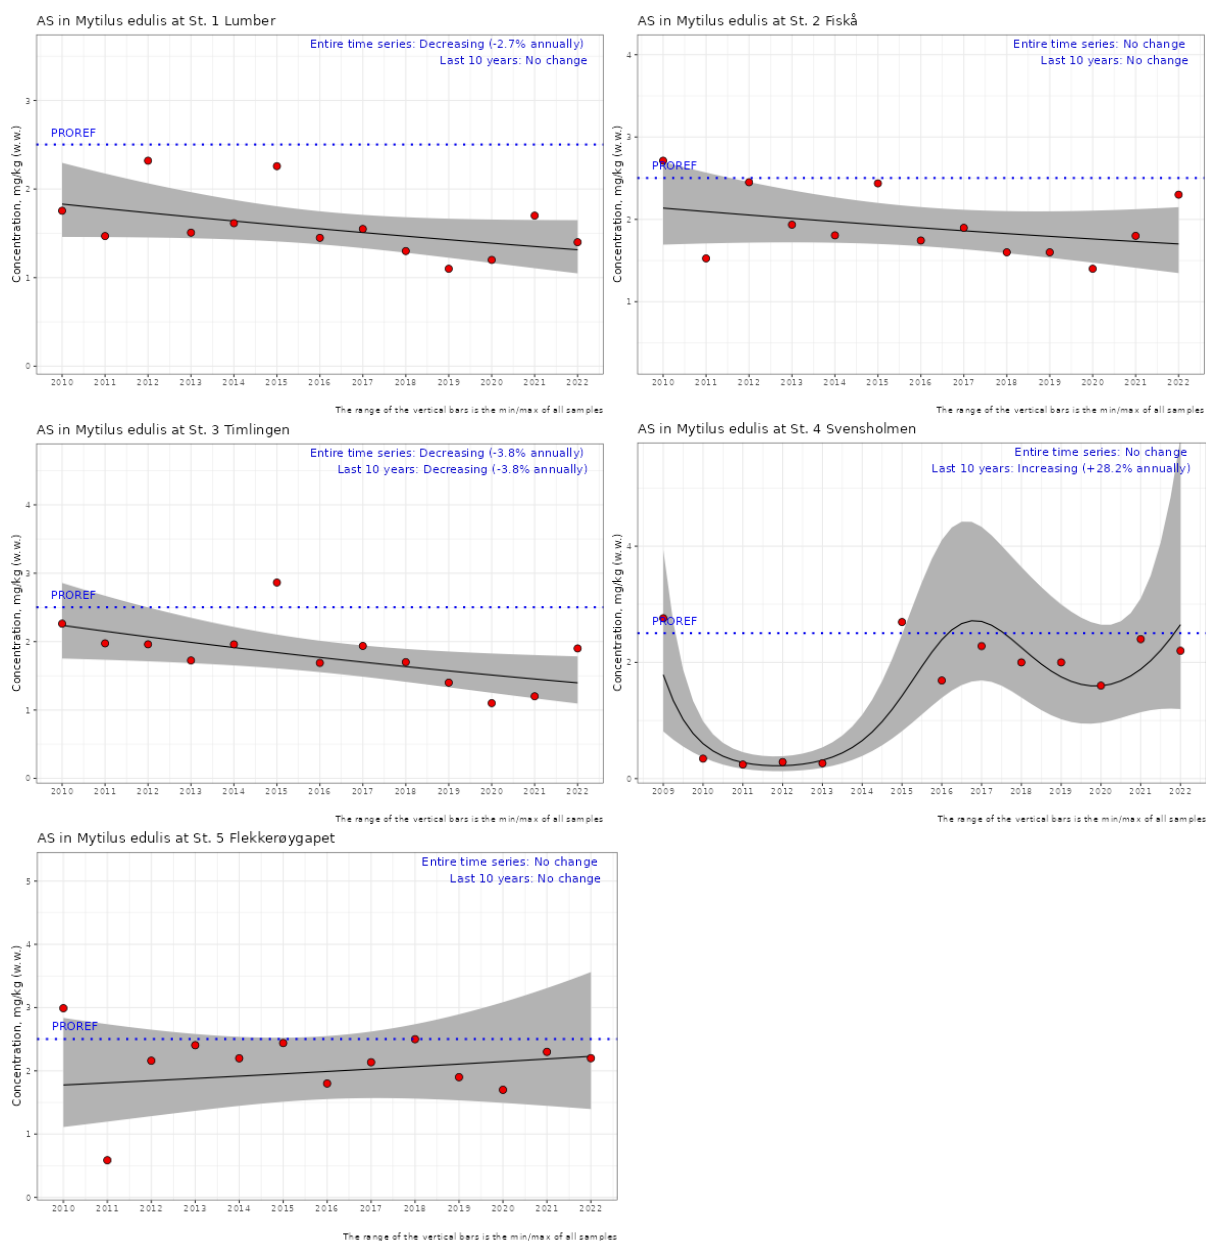 AS in Mytilus edulis at St. 1 Lumber
Entire time series: Decreasing (-2.7% annually)
Last 10 years: No change
PROREF
Concentration, mg/kg (w.w.)
3
2
1
0
2010 2011 2012 2013 2014 2015 2016 2017 2018 2019 2020 2021 2022
The range of the vertical bars is the min/max of all samples
AS in Mytilus edulis at St. 2 Fiskå
Entire time series: No change
Last 10 years: No change
PROREF
Concentration, mg/kg (w.w.)
4
3
2
1
2010 2011 2012 2013 2014 2015 2016 2017 2018 2019 2020 2021 2022
The range of the vertical bars is the min/max of all samples
AS in Mytilus edulis at St. 3 Timlingen
Entire time series: Decreasing (-3.8% annually)
Last 10 years: Decreasing (-3.8% annually)
PROREF
Concentration, mg/kg (w.w.)
4
3
2
1
0
2010 2011 2012 2013 2014 2015 2016 2017 2018 2019 2020 2021 2022
The range of the vertical bars is the min/max of all samples
AS in Mytilus edulis at St. 4 Svensholmen
Entire time series: No change
Last 10 years: Increasing (+28.2% annually)
PROREF
Concentration, mg/kg (w.w.)
4
2
0
2009 2010 2011 2012 2013 2014 2015 2016 2017 2018 2019 2020 2021 2022
The range of the vertical bars is the min/max of all samples
AS in Mytilus edulis at St. 5 Flekkerøygapet
Entire time series: No change
Last 10 years: No change
PROREF
Concentration, mg/kg (w.w.)
5
4
3
2
1
0
2010 2011 2012 2013 2014 2015 2016 2017 2018 2019 2020 2021 2022
The range of the vertical bars is the min/max of all samples